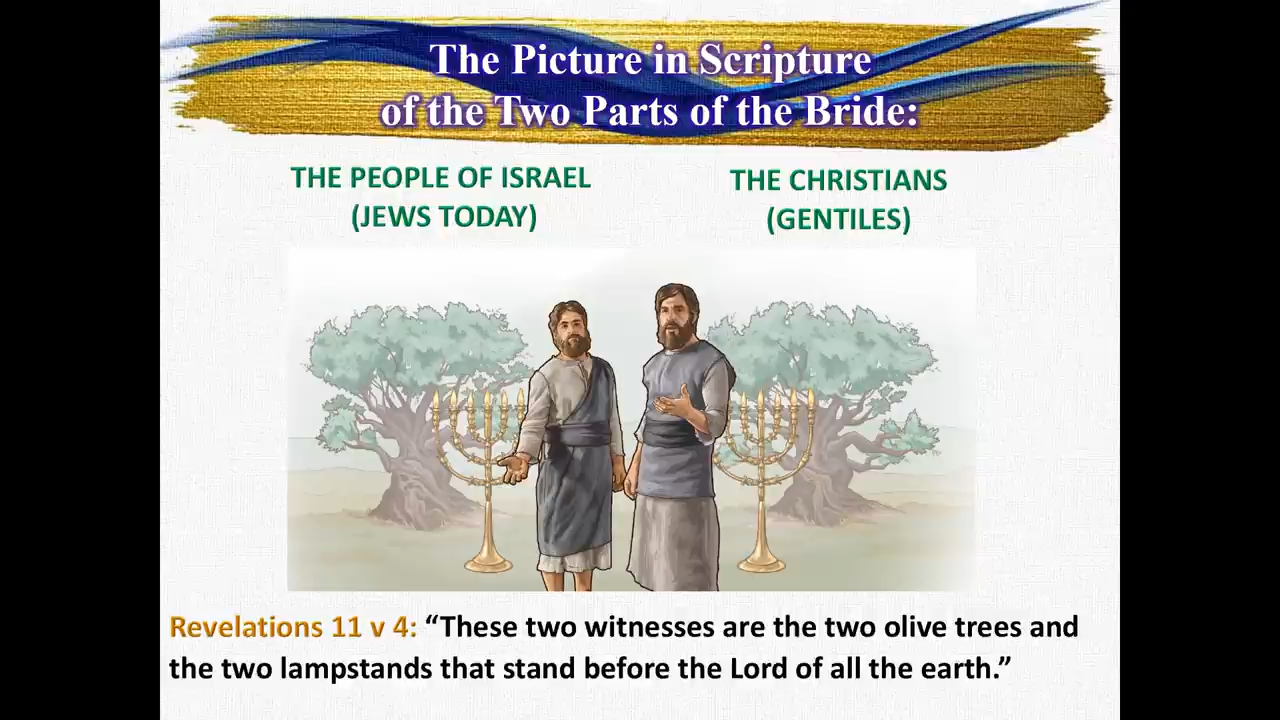 The Picture in Scripture
of the Two Parts of the Bride:
THE PEOPLE OF ISRAEL
(JEWS TODAY)
THE CHRISTIANS
(GENTILES)
Revelations 11 v 4: “These two witnesses are the two olive trees and
the two lampstands that stand before the Lord of all the earth.”